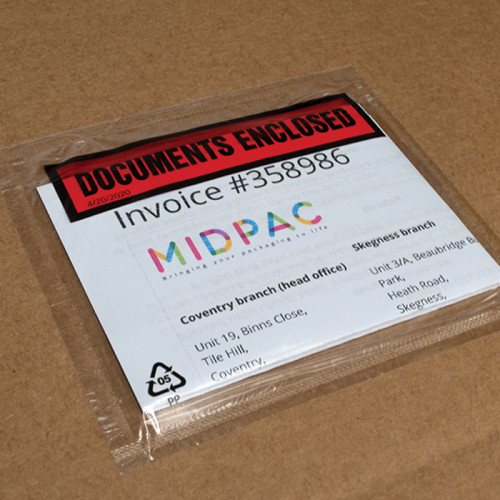 DOCUMENTS ENCLOSED
4/20/2020
Invoice #358986
MIDPAC
Bringing your packaging to life
Coventry branch (head office)
Unit 19, Binns Close,
Tile Hill,
Coventry,
Skegness branch
Unit 3/A, Beaubridge
Park,
Heath Road,
Skegness,
05
PP